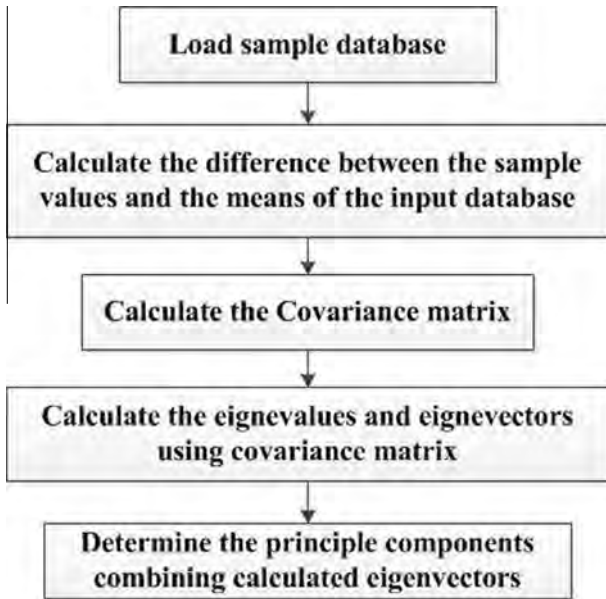 Load sample database
Calculate the difference between the sample
values and the means of the input database
Calculate the Covariance matrix
Calculate the eignevalues and eignevectors
using covariance matrix
Determine the principle components
combining calculated eigenvectors